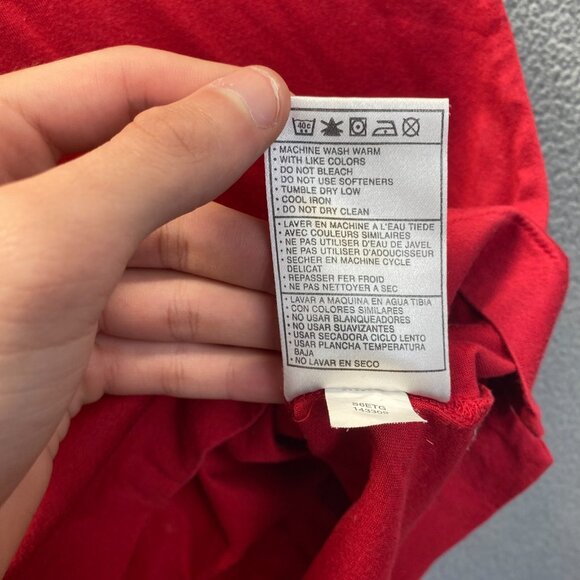 40c
• MACHINE WASH WARM
• WITH LIKE COLORS
• DO NOT BLEACH
• DO NOT USE SOFTENERS
• TUMBLE DRY LOW
• COOL IRON
• DO NOT DRY CLEAN
• LAVER EN MACHINE A L'EAU TIEDE
• AVEC COULEURS SIMILAIRES
• NE PAS UTILISER D'EAU DE JAVEL
• NE PAS UTILISER D'ADOUCISSEUR
• SECHER EN MACHINE CYCLE
DELICAT
• REPASSER FER FROID
• NE PAS NETTOYER A SEC
• LAVAR A MAQUINA EN AGUA TIBIA
CON COLORES SIMILARES
• NO USAR BLANQUEADORES
• NO USAR SUAVIZANTES
• USAR SECADORA CICLO LENTO
• USAR PLANCHA TEMPERATURA
BAJA
• NO LAVAR EN SECO